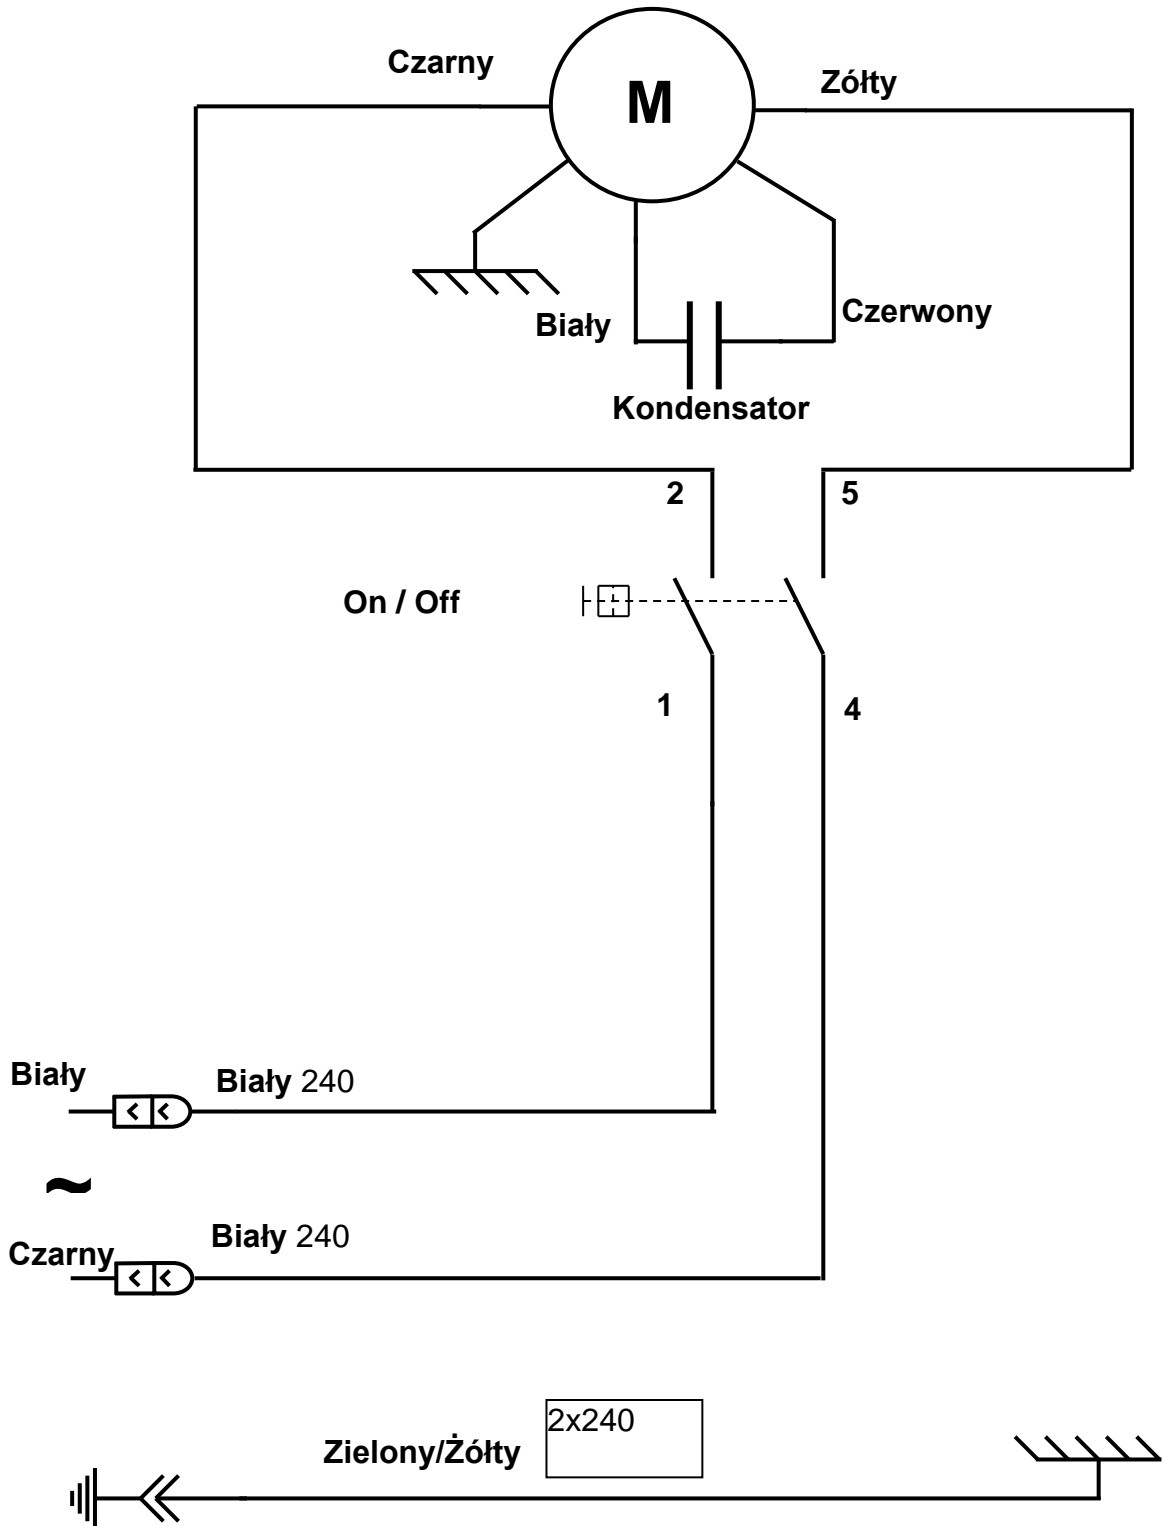 Czarny
M
Zółty
Biały
Czerwony
Kondensator
2
5
On / Off
1
4
Biały
Biały 240
~
Czarny
Biały 240
2x240
Zielony/Żółty